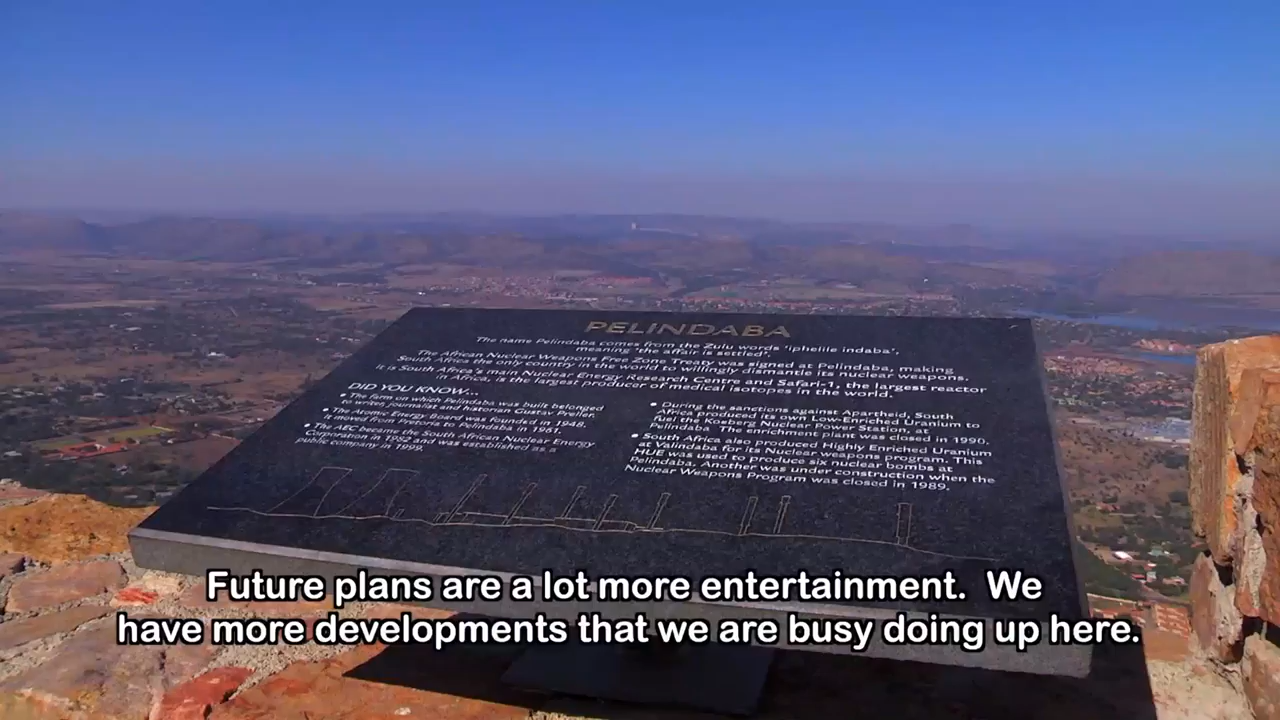 PELINDABA
The name Pelindaba comes from the Zulu words 'iphelile indaba',
meaning 'the affair is settled'.
The African Nuclear Weapons Free Zone Treaty was signed at Pelindaba, making
South Africa the only country in the world to willingly dismantle its nuclear weapons.
It is South Africa's main Nuclear Energy Research Centre and Safari-1, the largest reactor
in Africa, is the largest producer of medical isotopes in the world.
DID YOU KNOW...
• The farm on which Pelindaba was built belonged
to writer, journalist and historian Gustav Preller.
• The Atomic Energy Board was founded in 1948.
It moved from Pretoria to Pelindaba in 1961.
• The AEC became the South African Nuclear Energy
Corporation in 1982 and was established as a
public company in 1999.
• During the sanctions against Apartheid, South
Africa produced its own Low-Enriched Uranium to
fuel the Koeberg Nuclear Power Station, at
Pelindaba. The enrichment plant was closed in 1990.
• South Africa also produced Highly Enriched Uranium
at Valindaba for its Nuclear weapons program. This
HUE was used to produce six nuclear bombs at
Pelindaba. Another was under construction when the
Nuclear Weapons Program was closed in 1989.
Future plans are a lot more entertainment. We
have more developments that we are busy doing up here.